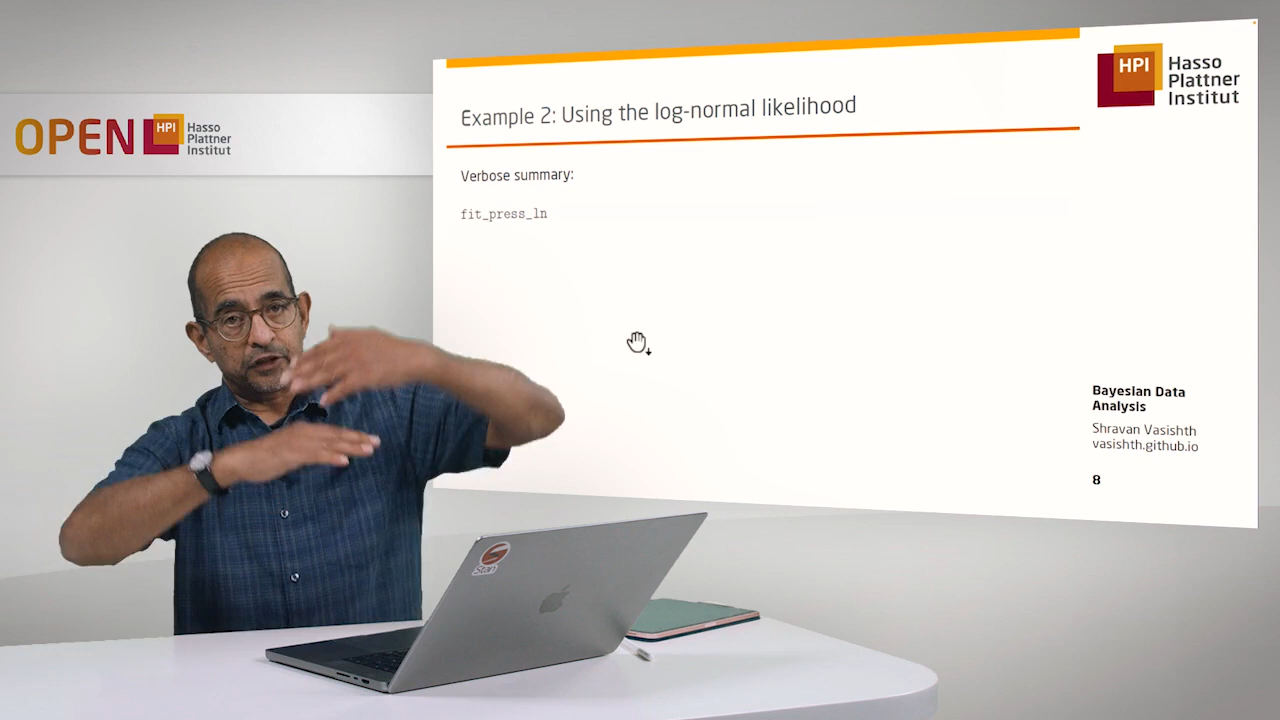 OPEN
HPI
Hasso
Plattner
Institut
Example 2: Using the log-normal likelihood
Verbose summary:
fit_press_ln
HPI
Hasso
Plattner
Institut
Bayesian Data
Analysis
Shravan Vasishth
vasishth.github.io
8
Stan